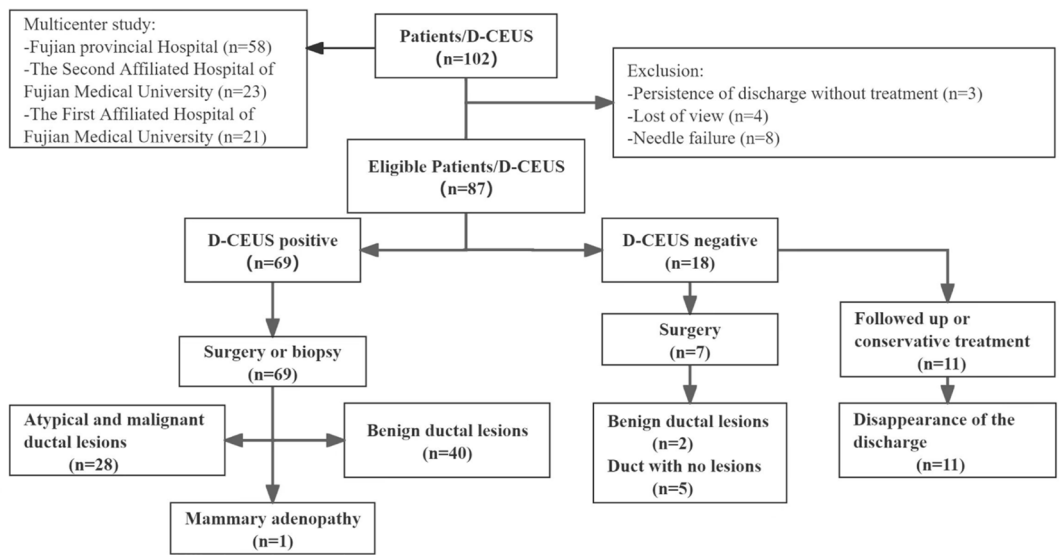 Multicenter study:
-Fujian provincial Hospital (n=58)
-The Second Affiliated Hospital of
Fujian Medical University (n=23)
-The First Affiliated Hospital of
Fujian Medical University (n=21)
Patients/D-CEUS
(n=102)
Exclusion:
-Persistence of discharge without treatment (n=3)
-Lost of view (n=4)
-Needle failure (n=8)
Eligible Patients/D-CEUS
(n=87)
D-CEUS positive
(n=69)
D-CEUS negative
(n=18)
Surgery or biopsy
(n=69)
Surgery
(n=7)
Followed up or
conservative treatment
(n=11)
Atypical and malignant
ductal lesions
(n=28)
Benign ductal lesions
(n=40)
Benign ductal lesions
(n=2)
Duct with no lesions
(n=5)
Disappearance of the
discharge
(n=11)
Mammary adenopathy
(n=1)